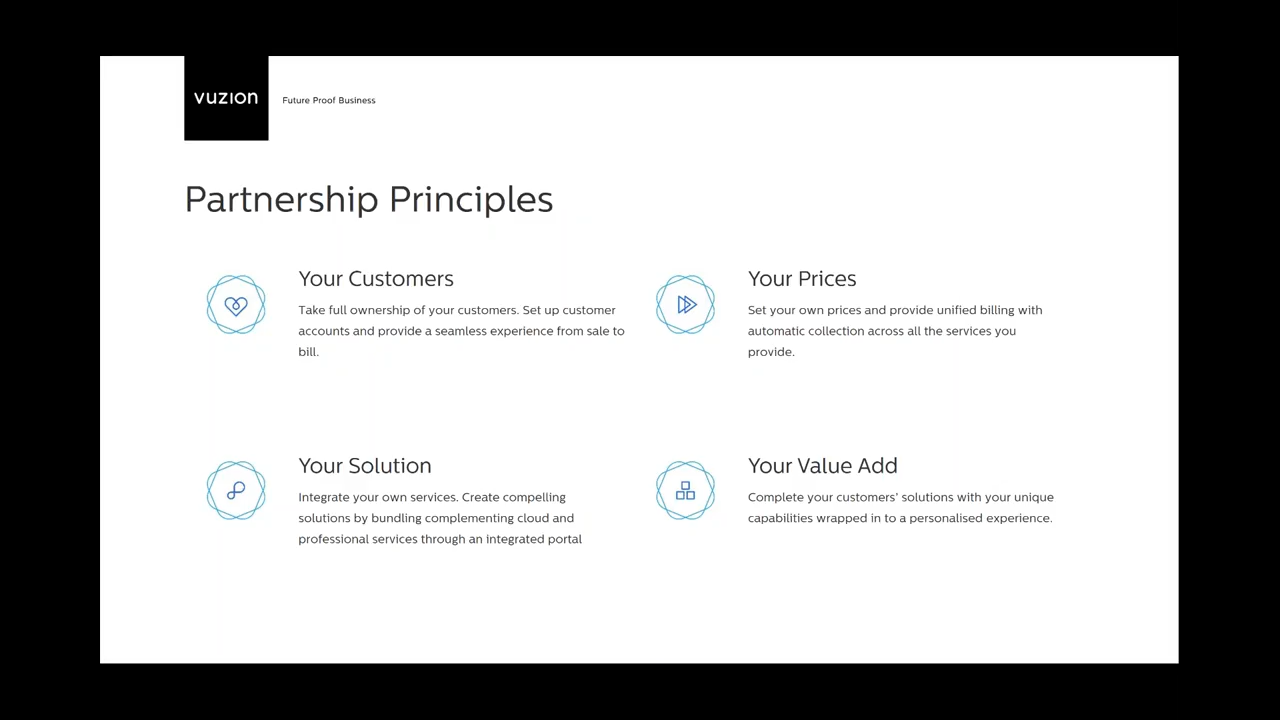 vuzion
Future Proof Business
Partnership Principles
Your Customers
Take full ownership of your customers. Set up customer
accounts and provide a seamless experience from sale to
bill.
Your Prices
Set your own prices and provide unified billing with
automatic collection across all the services you
provide.
Your Solution
Integrate your own services. Create compelling
solutions by bundling complementing cloud and
professional services through an integrated portal
Your Value Add
Complete your customers' solutions with your unique
capabilities wrapped in to a personalised experience.